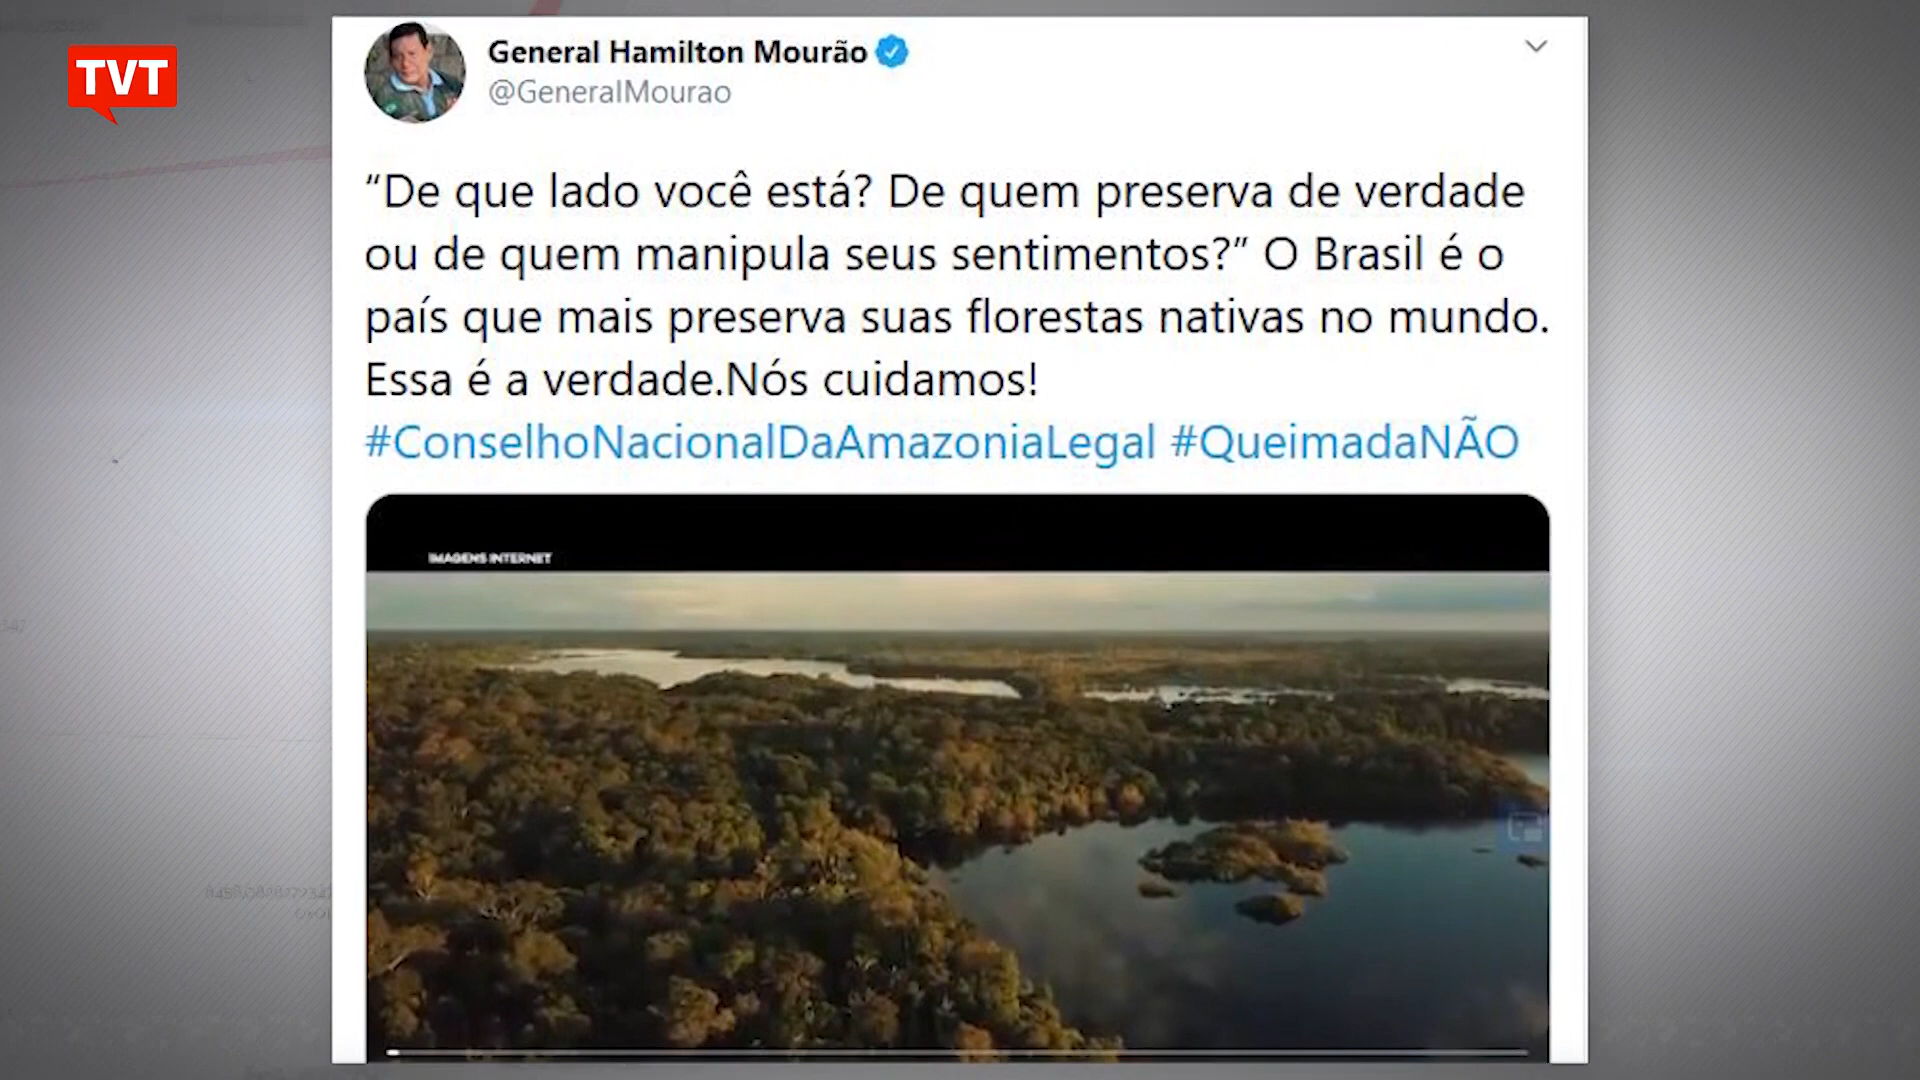 TVT
General Hamilton Mourão
@GeneralMourao
“De que lado você está? De quem preserva de verdade
ou de quem manipula seus sentimentos?” O Brasil é o
país que mais preserva suas florestas nativas no mundo.
Essa é a verdade.Nós cuidamos!
#ConselhoNacionalDaAmazoniaLegal #QueimadaNÃO
IMAGENS INTERNET